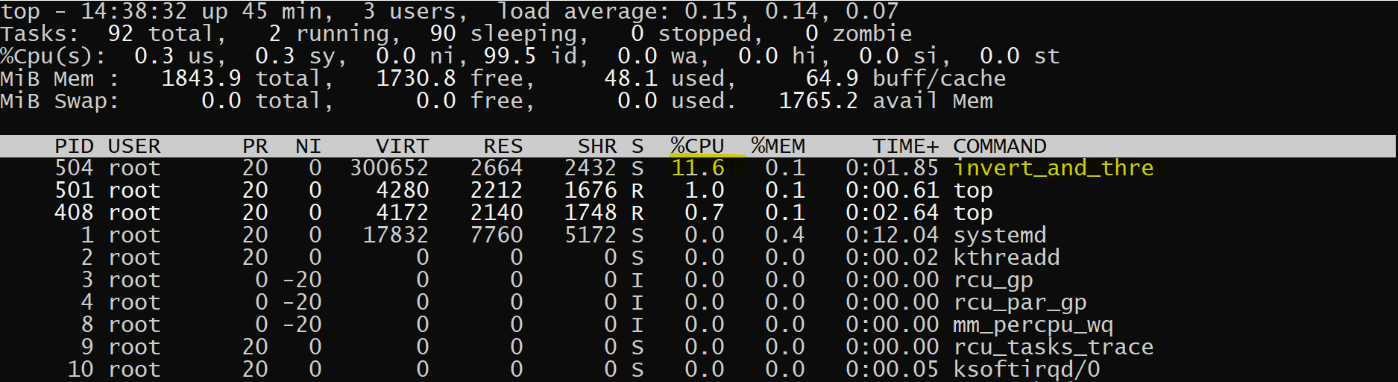 top - 14:38:32 up 45 min,  3 users,  load average: 0.15, 0.14, 0.07
Tasks:  92 total,   2 running,  90 sleeping,   0 stopped,   0 zombie
%Cpu(s):  0.3 us,  0.3 sy,  0.0 ni, 99.5 id,  0.0 wa,  0.0 hi,  0.0 si,  0.0 st
MiB Mem :   1843.9 total,   1730.8 free,     48.1 used,     64.9 buff/cache
MiB Swap:      0.0 total,      0.0 free,      0.0 used.   1765.2 avail Mem
PID USER      PR  NI    VIRT    RES    SHR S  %CPU  %MEM     TIME+ COMMAND
504 root      20   0  300652   2664   2432 S  11.6   0.1   0:01.85 invert_and_thre
501 root      20   0    4280   2212   1676 R   1.0   0.1   0:00.61 top
408 root      20   0    4172   2140   1748 R   0.7   0.1   0:02.64 top
1 root      20   0   17832   7760   5172 S   0.0   0.4   0:12.04 systemd
2 root      20   0       0      0      0 S   0.0   0.0   0:00.02 kthreadd
3 root       0 -20       0      0      0 I   0.0   0.0   0:00.00 rcu_gp
4 root       0 -20       0      0      0 I   0.0   0.0   0:00.00 rcu_par_gp
8 root       0 -20       0      0      0 I   0.0   0.0   0:00.00 mm_percpu_wq
9 root      20   0       0      0      0 S   0.0   0.0   0:00.00 rcu_tasks_trace
10 root      20   0       0      0      0 S   0.0   0.0   0:00.05 ksoftirqd/0